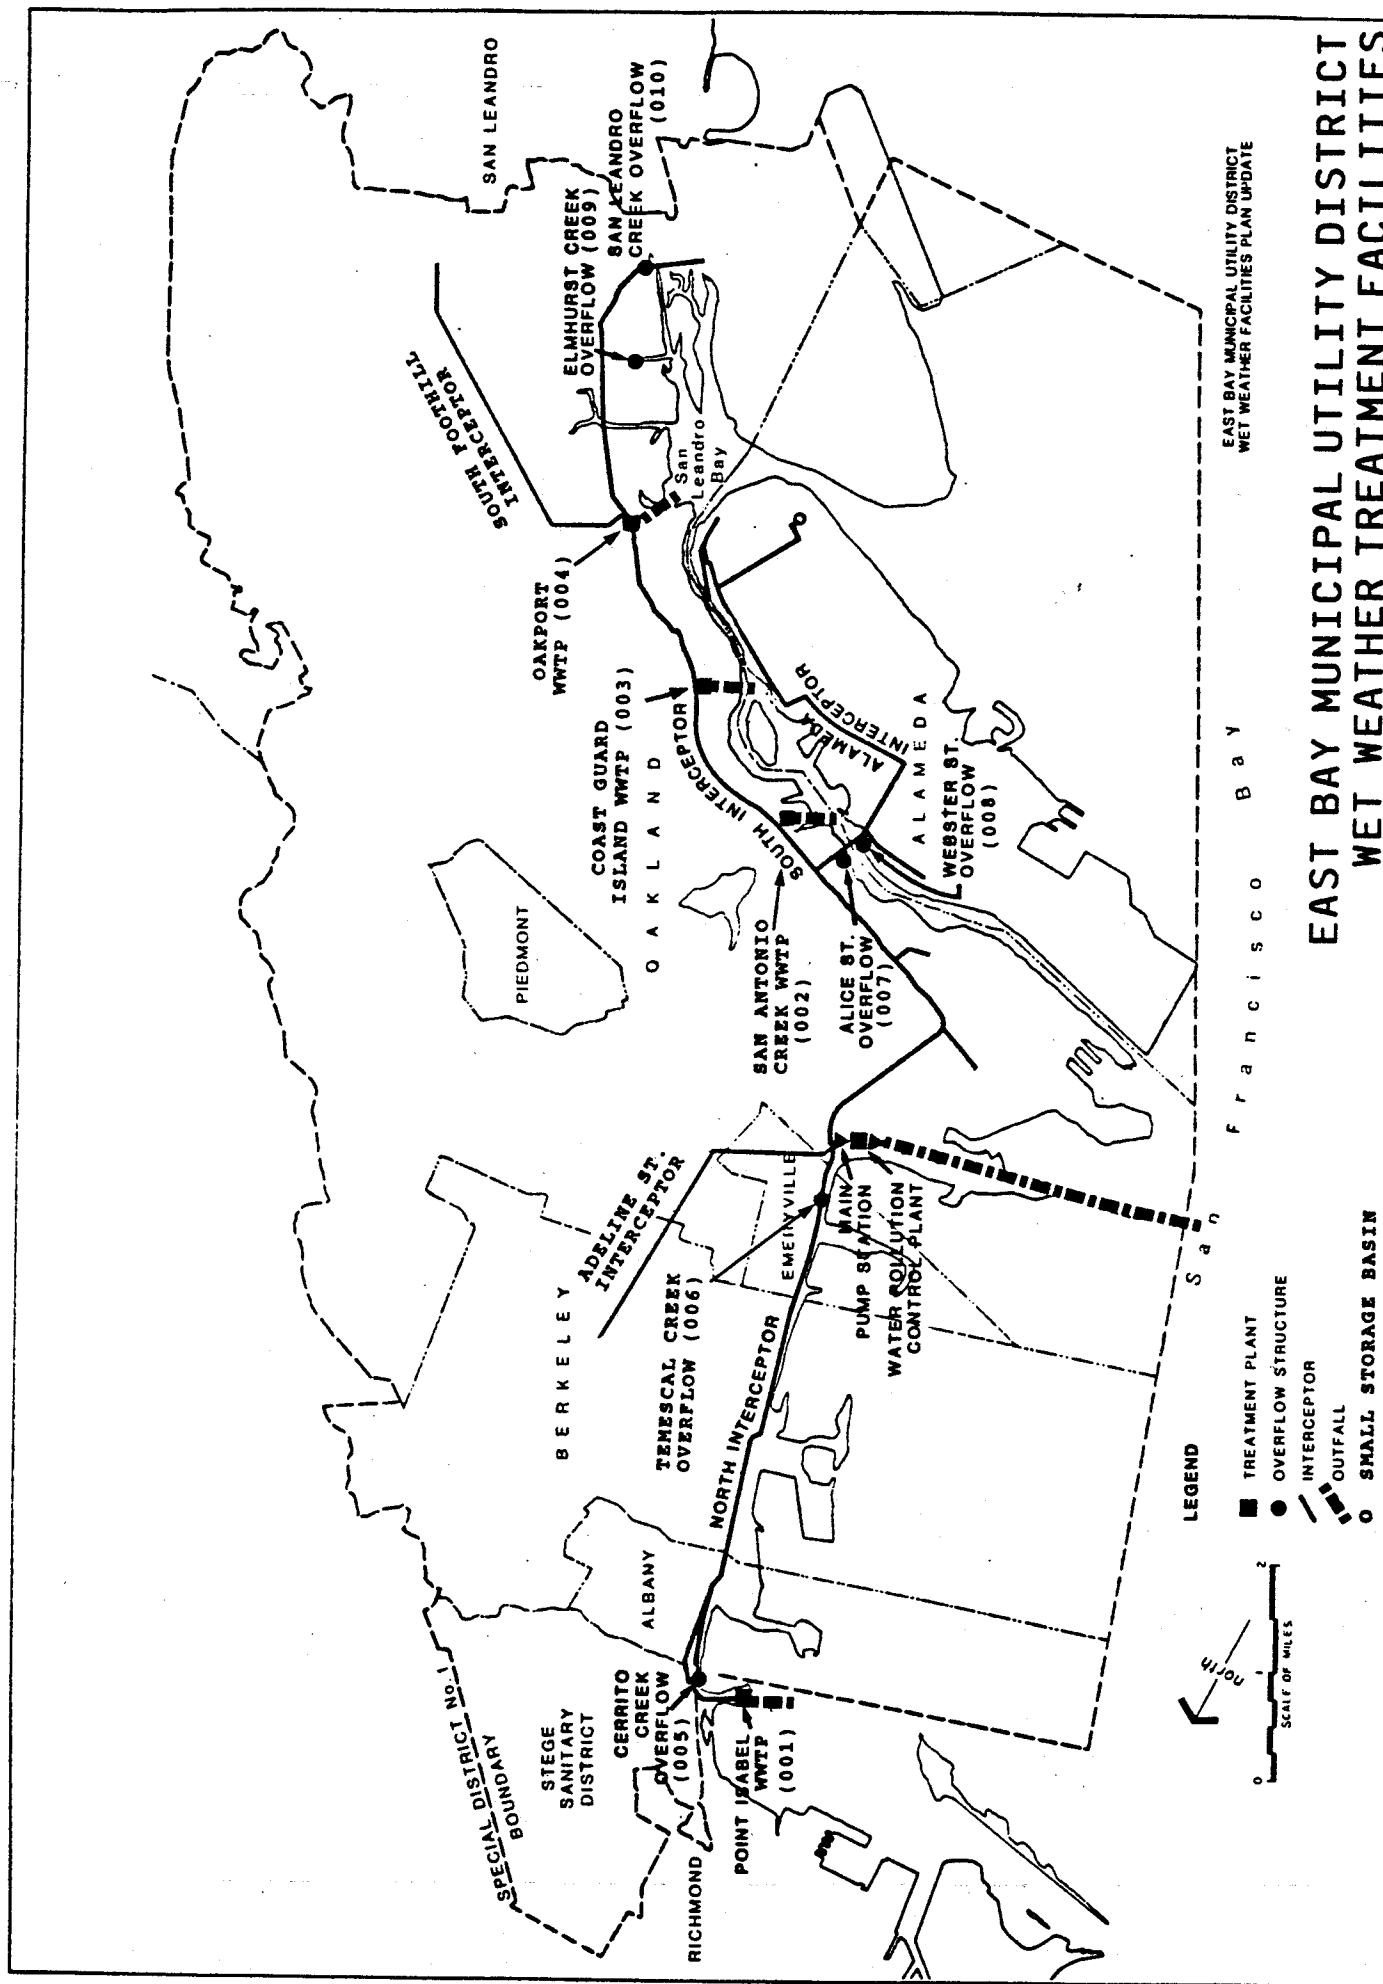 SPECIAL DISTRICT No. 1
BOUNDARY
STEGE
SANITARY
DISTRICT
CERRITO
CREEK
OVERFLOW
(005)
RICHMOND
POINT ISABEL
WWTP
(001)
ALBANY
BERKELEY
ADELINE ST.
INTERCEPTOR
TEMESCAL CREEK
OVERFLOW (006)
NORTH INTERCEPTOR
EMERYVILLE
MAIN
PUMP STATION
WATER POLLUTION
CONTROL PLANT
PIEDMONT
OAKLAND
SAN ANTONIO
CREEK WWTP
(002)
ALICE ST.
OVERFLOW
(007)
COAST GUARD
ISLAND WWTP (003)
SOUTH INTERCEPTOR
ALAMEDA
INTERCEPTOR
ALAMEDA
WEBSTER ST.
OVERFLOW
(008)
OAKPORT
WWTP (004)
SOUTH FOOTHILL
INTERCEPTOR
San
Leandro
Bay
ELMHURST CREEK
OVERFLOW (009)
SAN LEANDRO
CREEK OVERFLOW
(010)
SAN LEANDRO
San Francisco Bay
north
0 1 2
SCALE OF MILES
LEGEND
TREATMENT PLANT
OVERFLOW STRUCTURE
INTERCEPTOR
OUTFALL
SMALL STORAGE BASIN
EAST BAY MUNICIPAL UTILITY DISTRICT
WET WEATHER FACILITIES PLAN UPDATE
EAST BAY MUNICIPAL UTILITY DISTRICT
WET WEATHER TREATMENT FACILITIES